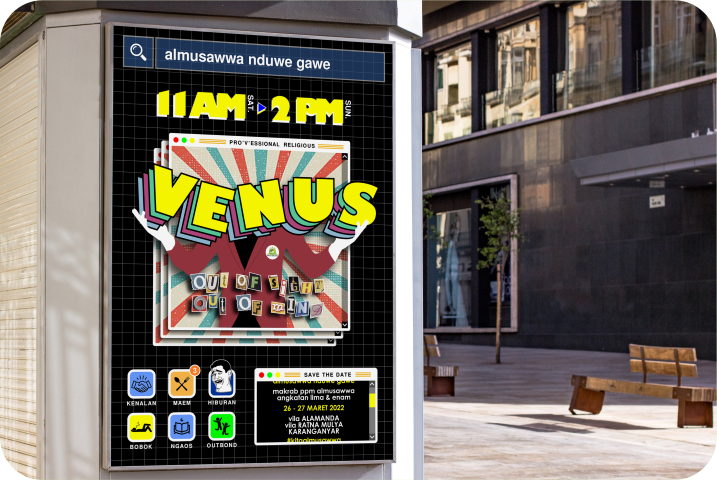 almusawwa nduwe gawe
11 AM SAT. 2 PM SUN.
PRO'V'ESSIONAL RELIGIOUS
VENUS
OUT OF SIGHT
OUT OF MIND
KENALAN
MAEM
3
HIBURAN
BOBOK
NGAOS
OUTBOND
SAVE THE DATE
almusawwa nduwe gawe
makrab ppm almusawwa
angkatan lima & enam
26 - 27 MARET 2022
vila ALAMANDA
vila RATNA MULYA
KARANGANYAR
#kitaalmusawwa